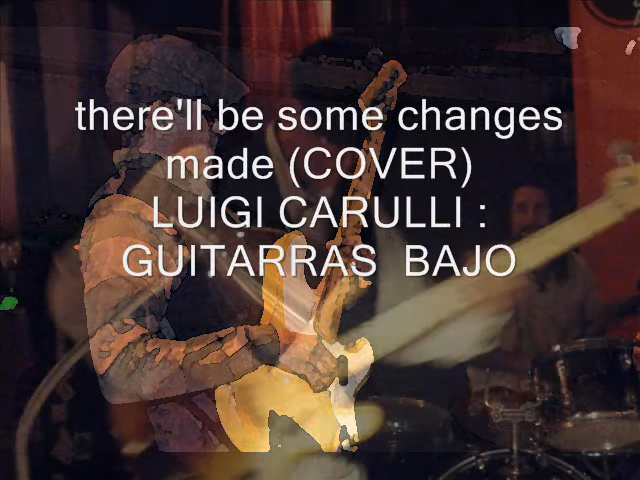 there'll be some changes
made (COVER)
LUIGI CARULLI :
GUITARRAS  BAJO